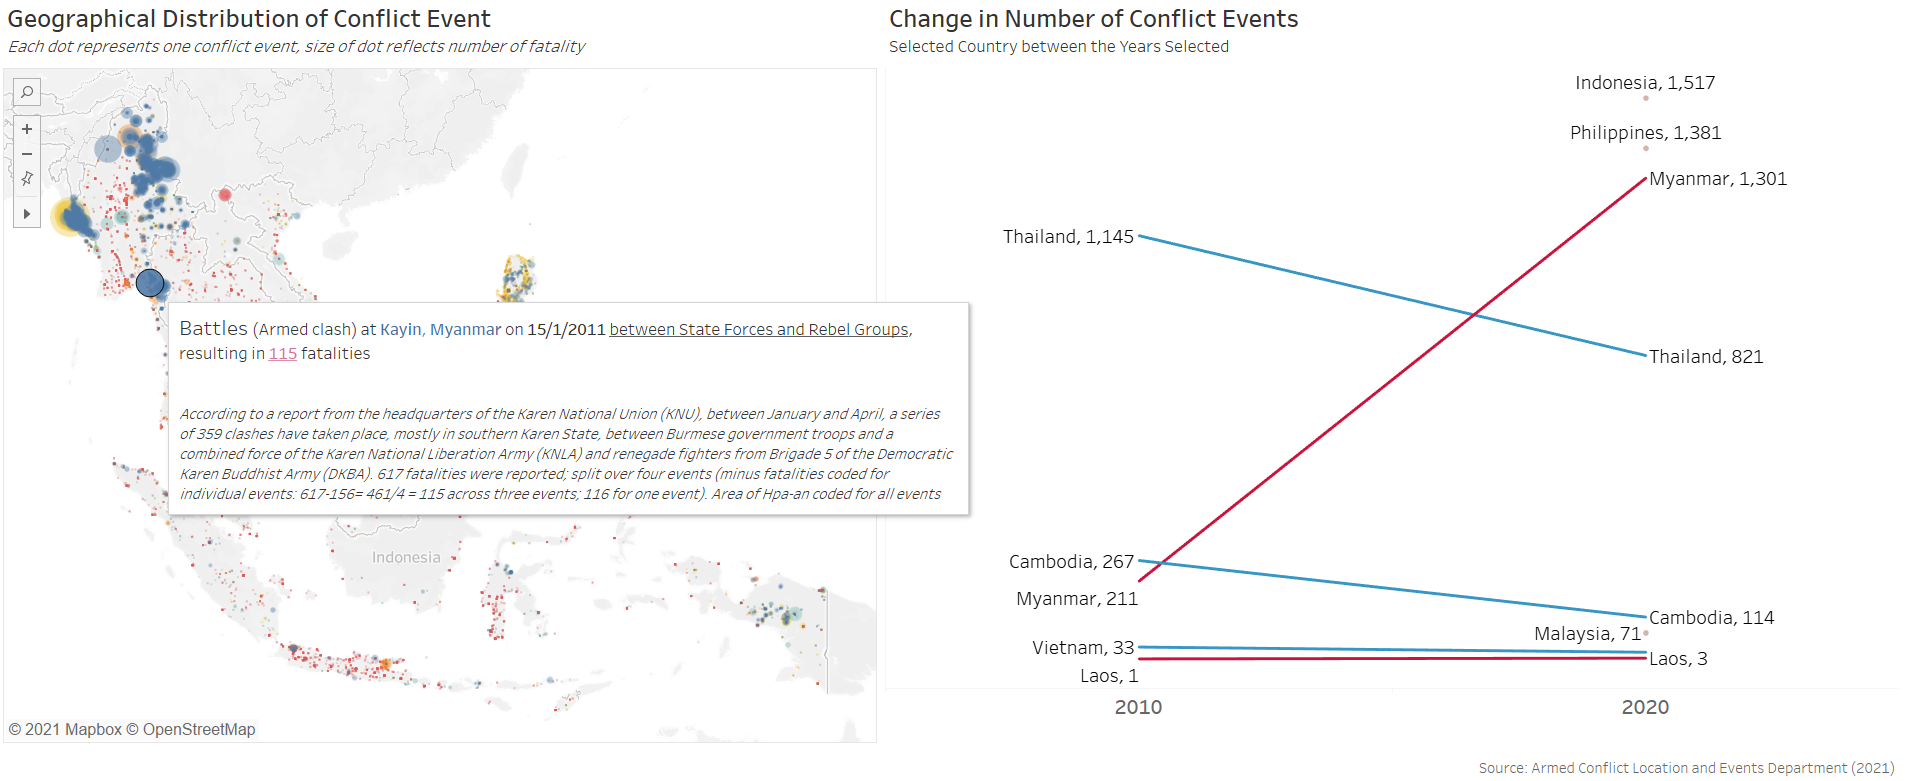 Geographical Distribution of Conflict Event
Each dot represents one conflict event, size of dot reflects number of fatality
+
−
Battles (Armed clash) at Kayin, Myanmar on 15/1/2011 between State Forces and Rebel Groups,
resulting in 115 fatalities
According to a report from the headquarters of the Karen National Union (KNU), between January and April, a series
of 359 clashes have taken place, mostly in southern Karen State, between Burmese government troops and a
combined force of the Karen National Liberation Army (KNLA) and renegade fighters from Brigade 5 of the Democratic
Karen Buddhist Army (DKBA). 617 fatalities were reported; split over four events (minus fatalities coded for
individual events: 617-156= 461/4 = 115 across three events; 116 for one event). Area of Hpa-an coded for all events
Indonesia
© 2021 Mapbox © OpenStreetMap
Change in Number of Conflict Events
Selected Country between the Years Selected
Indonesia, 1,517
Philippines, 1,381
Myanmar, 1,301
Thailand, 1,145
Thailand, 821
Cambodia, 267
Myanmar, 211
Cambodia, 114
Malaysia, 71
Vietnam, 33
Laos, 3
Laos, 1
2010
2020
Source: Armed Conflict Location and Events Department (2021)